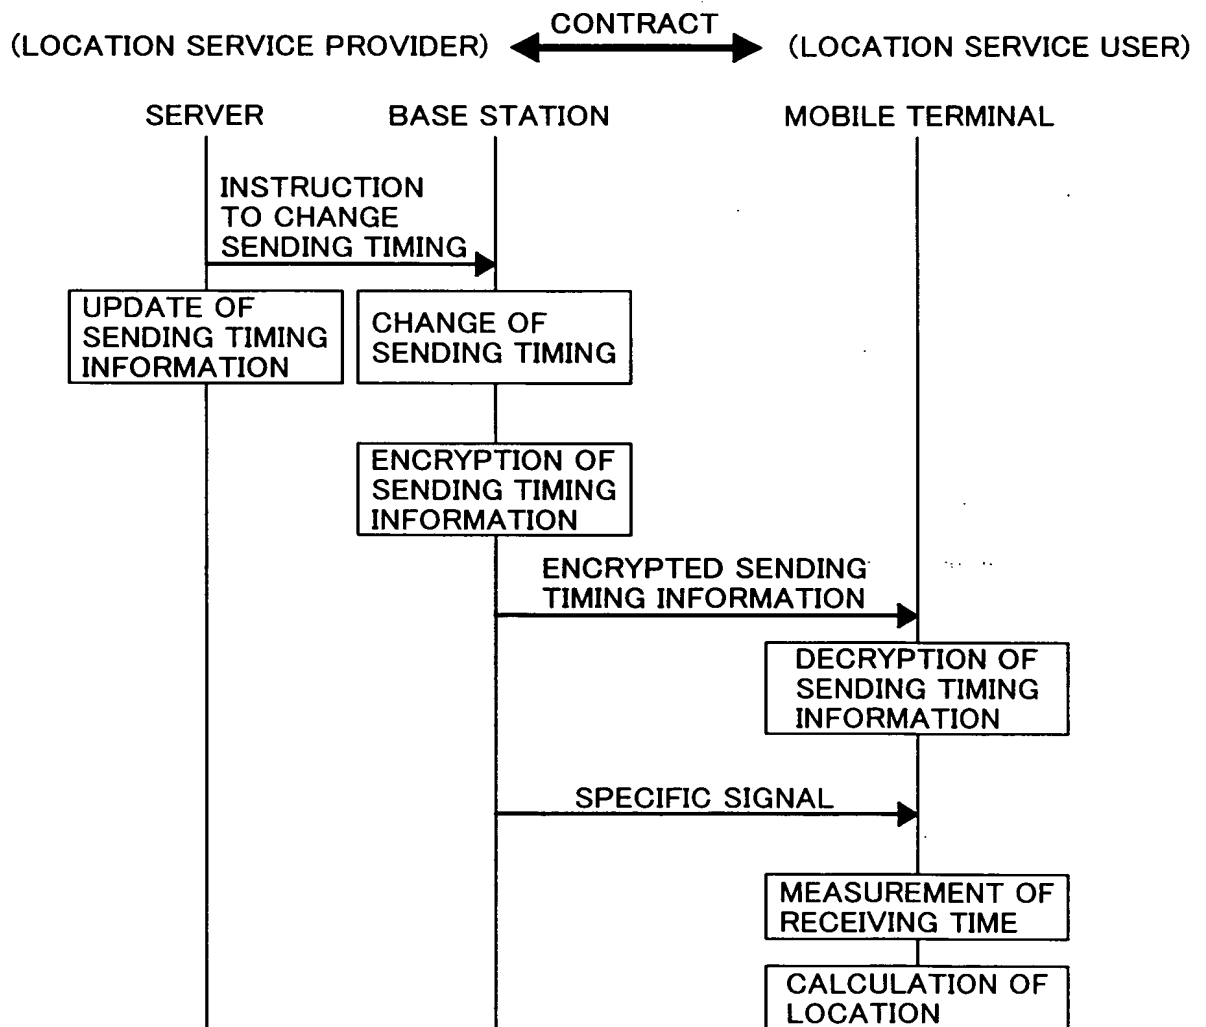 CONTRACT
(LOCATION SERVICE PROVIDER)
(LOCATION SERVICE USER)
SERVER
BASE STATION
MOBILE TERMINAL
INSTRUCTION
TO CHANGE
SENDING TIMING
UPDATE OF
SENDING TIMING
INFORMATION
CHANGE OF
SENDING TIMING
ENCRYPTION OF
SENDING TIMING
INFORMATION
ENCRYPTED SENDING
TIMING INFORMATION
DECRYPTION OF
SENDING TIMING
INFORMATION
SPECIFIC SIGNAL
MEASUREMENT OF
RECEIVING TIME
CALCULATION OF
LOCATION